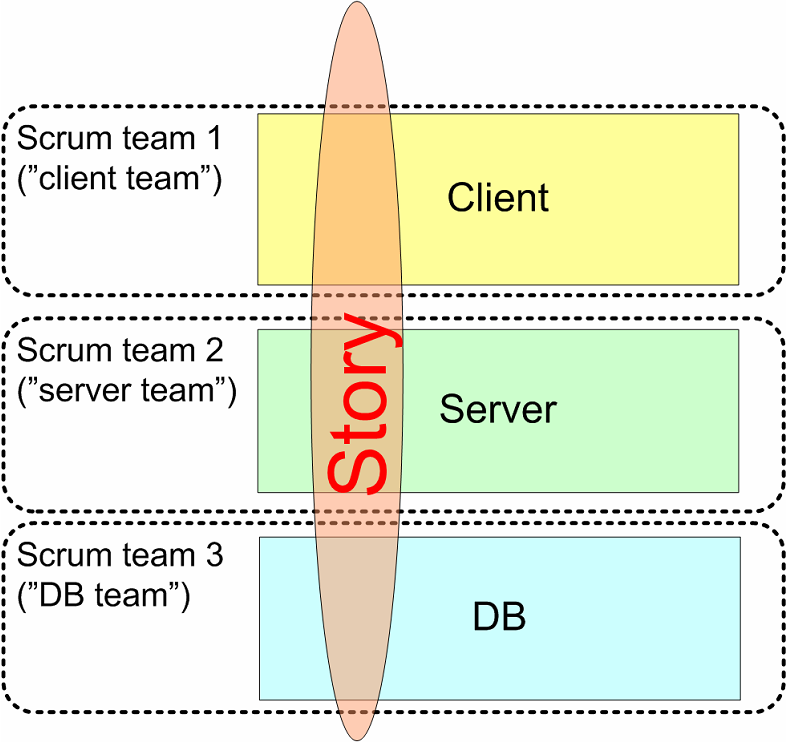 Scrum team 1
(”client team”)
Client
Scrum team 2
(”server team”)
Server
Story
Scrum team 3
(”DB team”)
DB